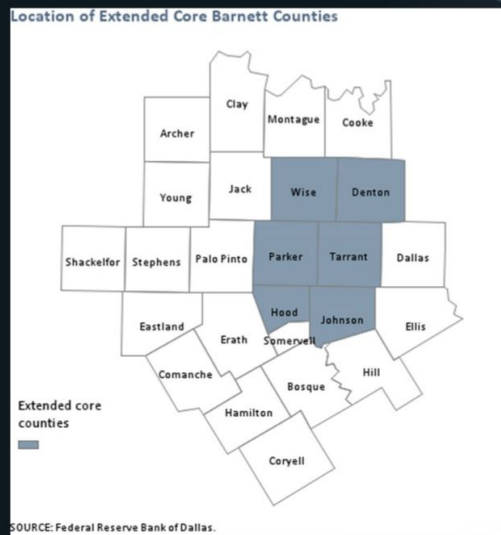 Location of Extended Core Barnett Counties
Clay
Montague
Cooke
Archer
Young
Jack
Wise
Denton
Shackelfor
Stephens
Palo Pinto
Parker
Tarrant
Dallas
Eastland
Erath
Hood
Somervell
Johnson
Ellis
Comanche
Bosque
Hill
Hamilton
Coryell
Extended core
counties
SOURCE: Federal Reserve Bank of Dallas.